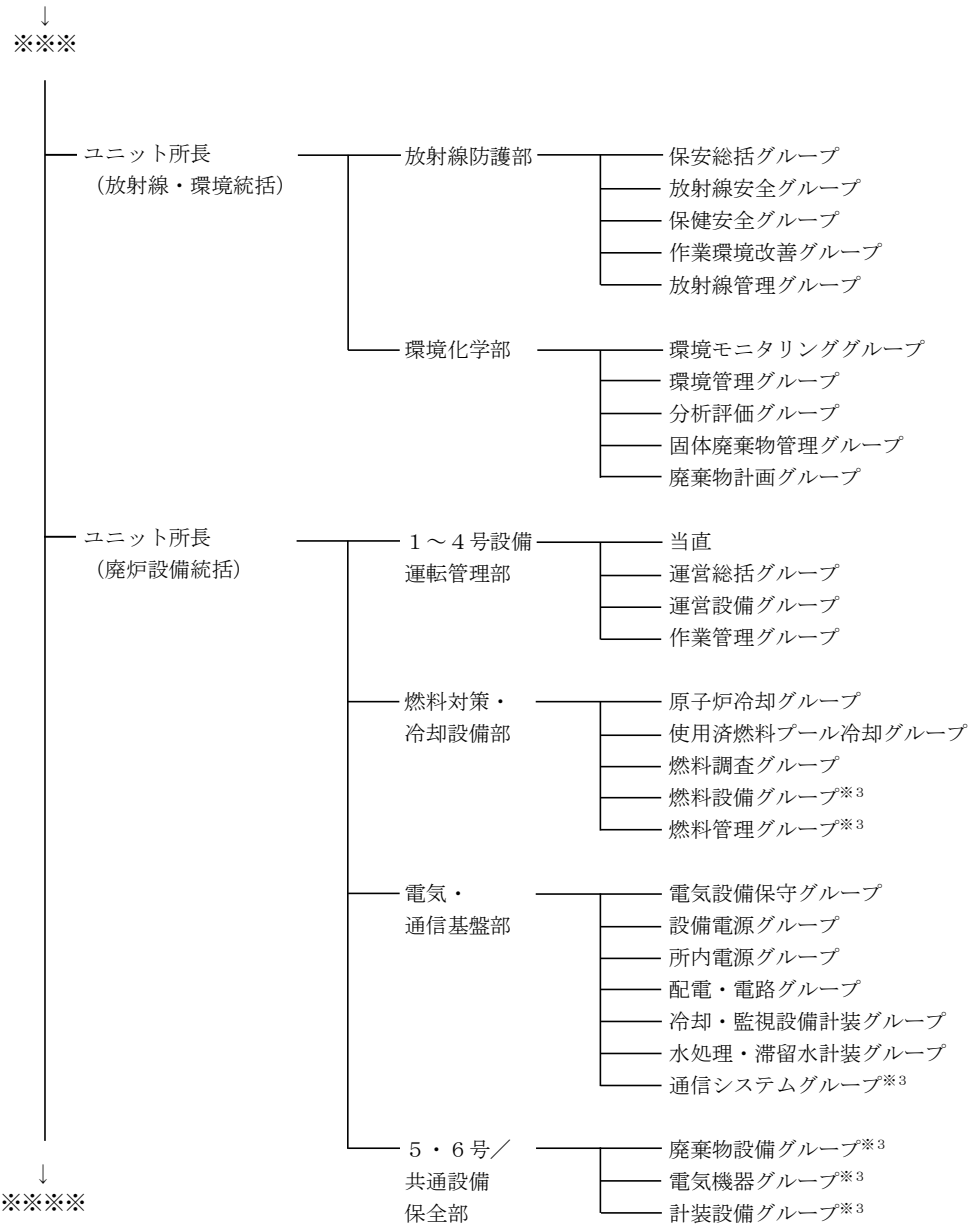 ↓
※※※
ユニット所長 放射線防護部 保安総括グループ
（放射線・環境統括） 放射線安全グループ
保健安全グループ
作業環境改善グループ
放射線管理グループ
環境化学部 環境モニタリンググループ
環境管理グループ
分析評価グループ
固体廃棄物管理グループ
廃棄物計画グループ
ユニット所長 １～４号設備 当直
（廃炉設備統括） 運転管理部 運営総括グループ
運営設備グループ
作業管理グループ
燃料対策・ 原子炉冷却グループ
冷却設備部 使用済燃料プール冷却グループ
燃料調査グループ
燃料設備グループ※3
燃料管理グループ※3
電気・ 電気設備保守グループ
通信基盤部 設備電源グループ
所内電源グループ
配電・電路グループ
冷却・監視設備計装グループ
水処理・滞留水計装グループ
通信システムグループ※3
５・６号／ 廃棄物設備グループ※3
↓ 共通設備 電気機器グループ※3
※※※※ 保全部 計装設備グループ※3